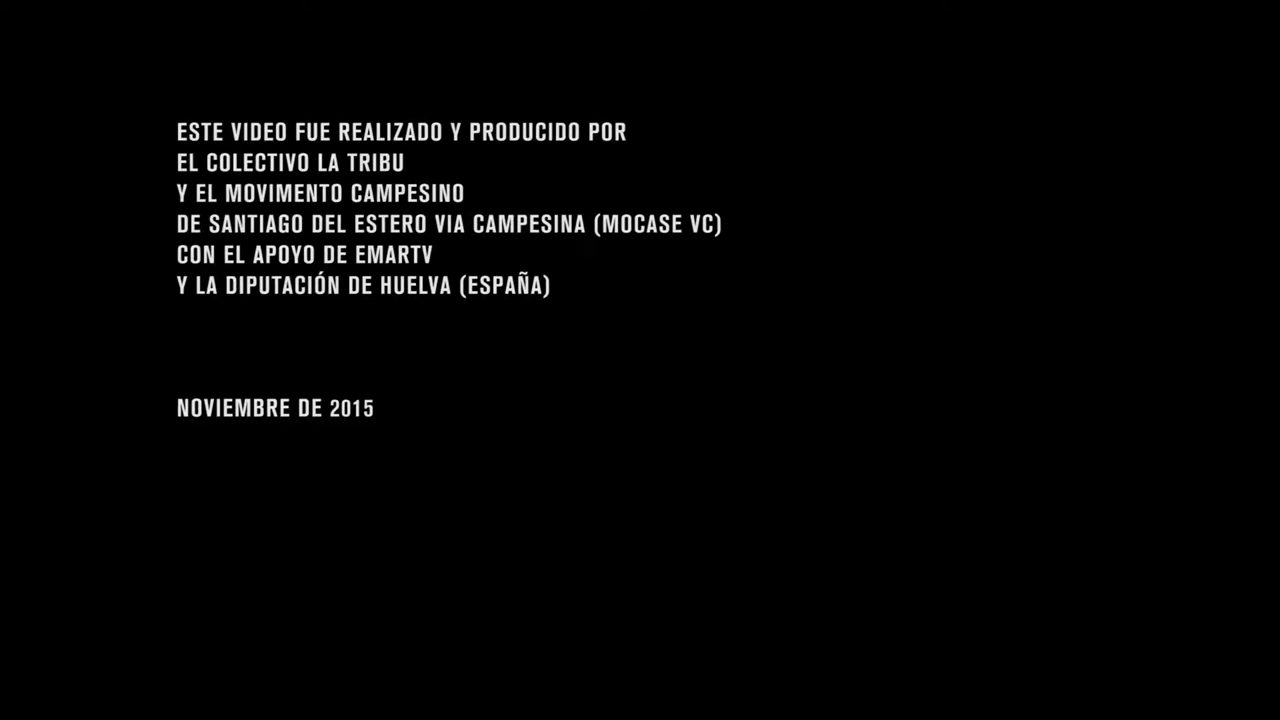 ESTE VIDEO FUE REALIZADO Y PRODUCIDO POR
EL COLECTIVO LA TRIBU
Y EL MOVIMENTO CAMPESINO
DE SANTIAGO DEL ESTERO VIA CAMPESINA (MOCASE VC)
CON EL APOYO DE EMARTV
Y LA DIPUTACIÓN DE HUELVA (ESPAÑA)
NOVIEMBRE DE 2015